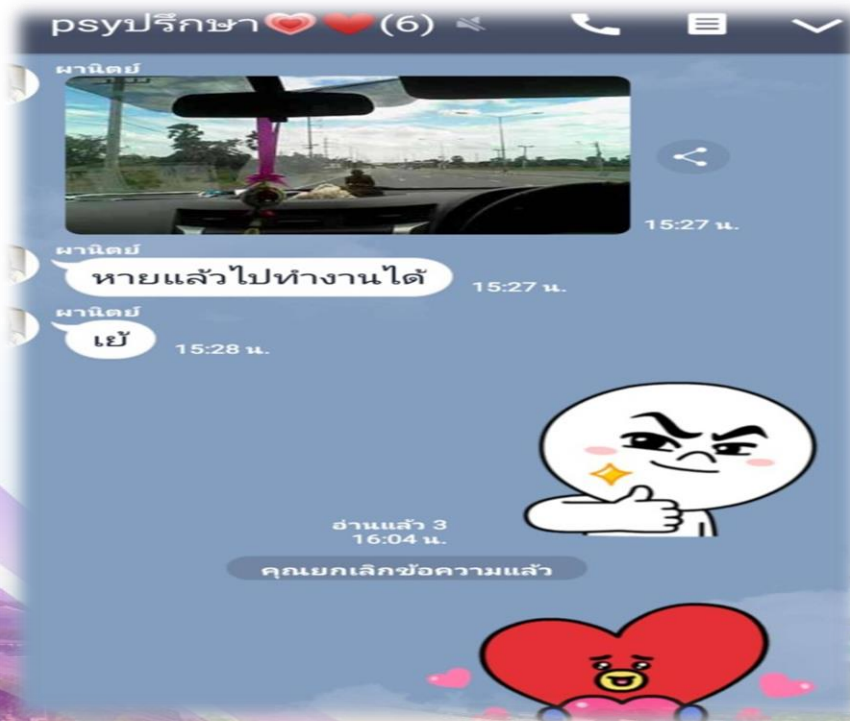 psyปรึกษา💗❤️(6)
ผานิตย์
15:27 น.
ผานิตย์
หายแล้วไปทำงานได้
15:27 น.
ผานิตย์
เย้
15:28 น.
อ่านแล้ว 3
16:04 น.
คุณยกเลิกข้อความแล้ว